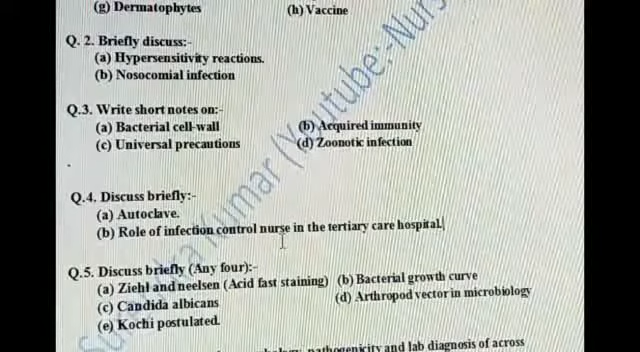 (g) Dermatophytes (h) Vaccine
Q. 2. Briefly discuss:-
(a) Hypersensitivity reactions.
(b) Nosocomial infection
Q.3. Write short notes on:-
(a) Bacterial cell-wall (b) Acquired immunity
(c) Universal precautions (d) Zoonotic infection
Q.4. Discuss briefly:-
(a) Autoclave.
(b) Role of infection control nurse in the tertiary care hospital.
Q.5. Discuss briefly (Any four):-
(a) Ziehl and neelsen (Acid fast staining) (b) Bacterial growth curve
(c) Candida albicans (d) Arthropod vector in microbiology
(e) Kochi postulated.
pathogenicity and lab diagnosis of across
Kumar (Youtube:-Nurs